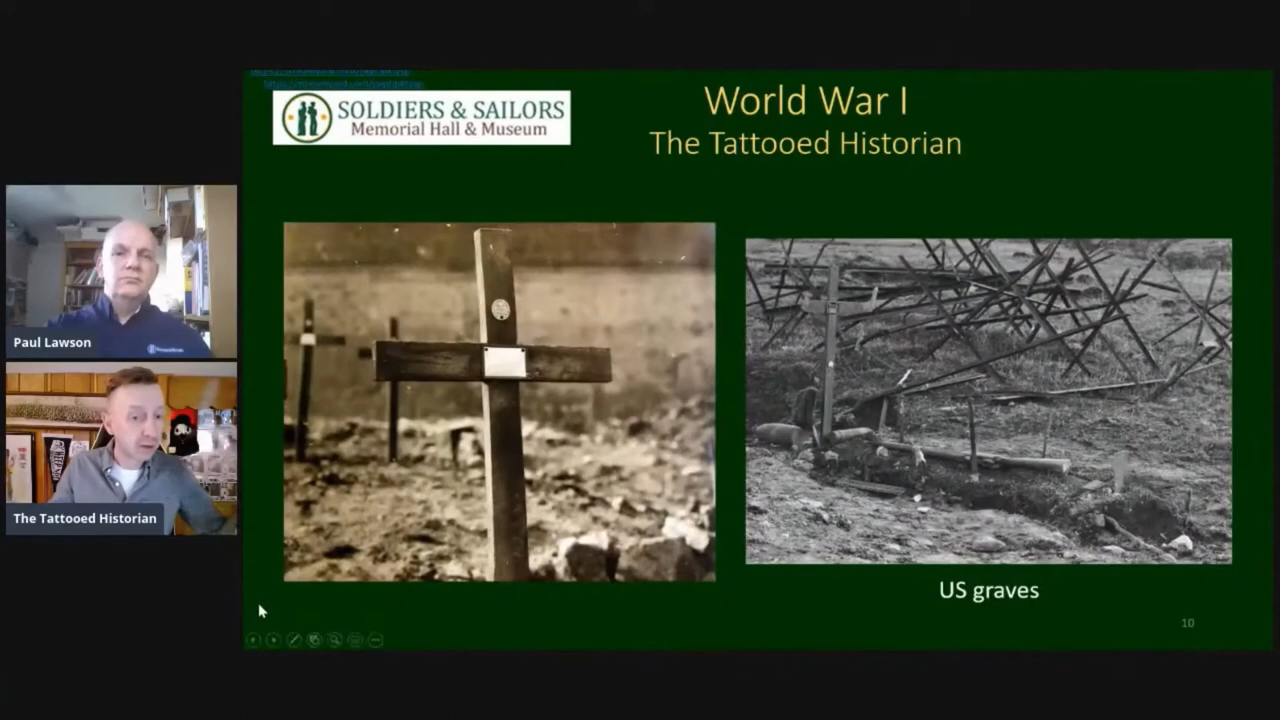 SOLDIERS & SAILORS
Memorial Hall & Museum
World War I
The Tattooed Historian
Paul Lawson
The Tattooed Historian
US graves
10